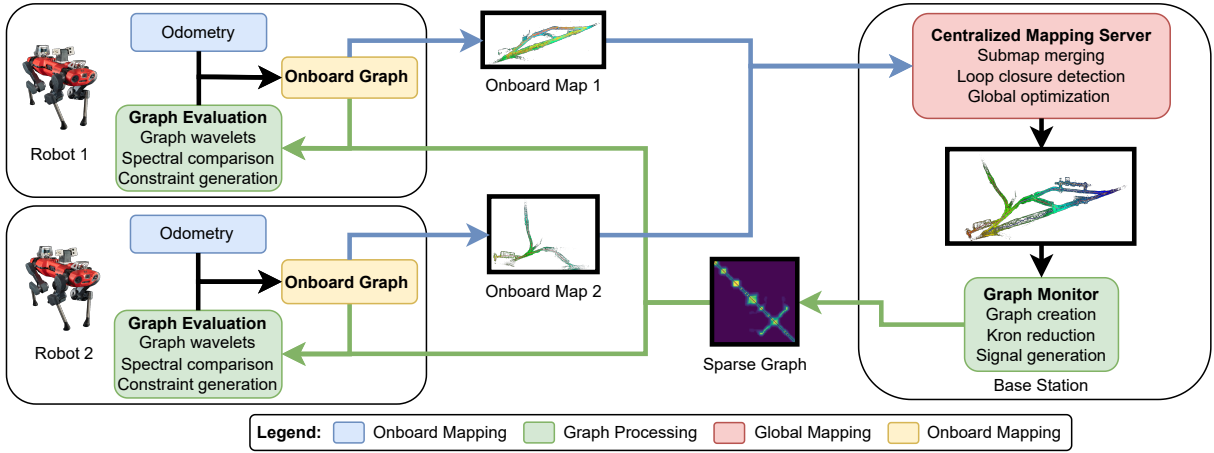 Odometry
Onboard Graph
Graph Evaluation
Graph wavelets
Spectral comparison
Constraint generation
Robot 1
Onboard Map 1
Odometry
Onboard Graph
Graph Evaluation
Graph wavelets
Spectral comparison
Constraint generation
Robot 2
Onboard Map 2
Sparse Graph
Centralized Mapping Server
Submap merging
Loop closure detection
Global optimization
Graph Monitor
Graph creation
Kron reduction
Signal generation
Base Station
Legend: Onboard Mapping Graph Processing Global Mapping Onboard Mapping